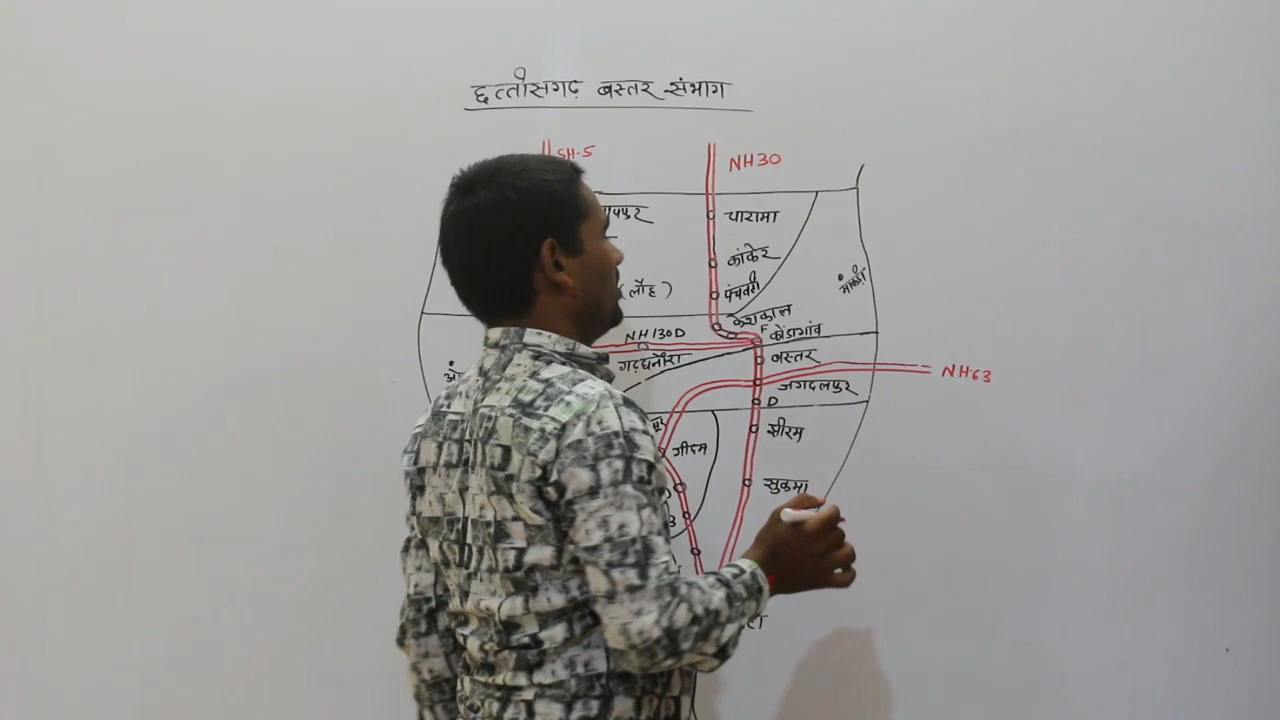 छत्तीसगढ़ बस्तर संभाग
SH-5
NH30
चारामा
कांकेर
पंचवटी
(लौह)
केशकाल
F कोंडागांव
NH130D
गढ़धनोरा
बस्तर
NH63
जगदलपुर
D
झीरम
गीदम
सुकमा